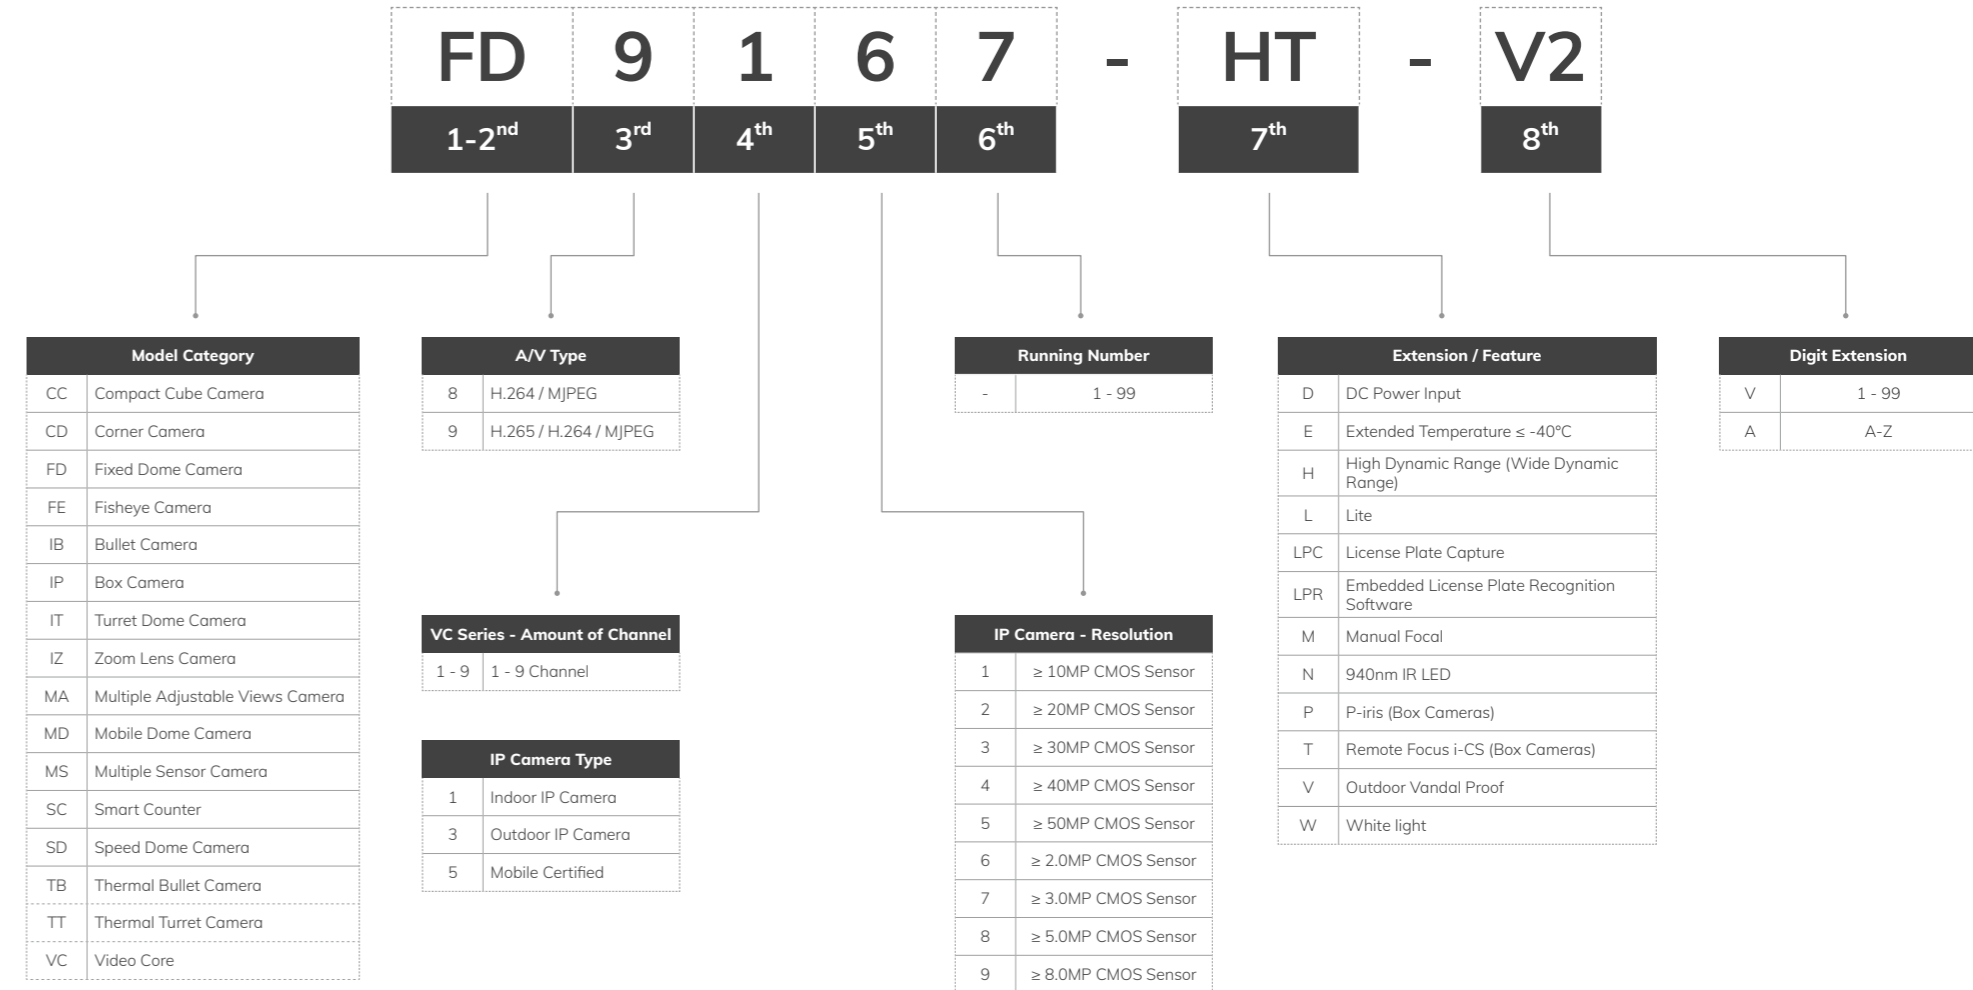 FD 9 1 6 7 - HT - V2
1-2nd 3rd 4th 5th 6th 7th 8th
Model Category
CC Compact Cube Camera
CD Corner Camera
FD Fixed Dome Camera
FE Fisheye Camera
IB Bullet Camera
IP Box Camera
IT Turret Dome Camera
IZ Zoom Lens Camera
MA Multiple Adjustable Views Camera
MD Mobile Dome Camera
MS Multiple Sensor Camera
SC Smart Counter
SD Speed Dome Camera
TB Thermal Bullet Camera
TT Thermal Turret Camera
VC Video Core
A/V Type
8 H.264 / MJPEG
9 H.265 / H.264 / MJPEG
VC Series - Amount of Channel
1 - 9 1 - 9 Channel
IP Camera Type
1 Indoor IP Camera
3 Outdoor IP Camera
5 Mobile Certified
Running Number
- 1 - 99
IP Camera - Resolution
1 ≥ 10MP CMOS Sensor
2 ≥ 20MP CMOS Sensor
3 ≥ 30MP CMOS Sensor
4 ≥ 40MP CMOS Sensor
5 ≥ 50MP CMOS Sensor
6 ≥ 2.0MP CMOS Sensor
7 ≥ 3.0MP CMOS Sensor
8 ≥ 5.0MP CMOS Sensor
9 ≥ 8.0MP CMOS Sensor
Extension / Feature
D DC Power Input
E Extended Temperature ≤ -40°C
H High Dynamic Range (Wide Dynamic
Range)
L Lite
LPC License Plate Capture
LPR Embedded License Plate Recognition
Software
M Manual Focal
N 940nm IR LED
P P-iris (Box Cameras)
T Remote Focus i-CS (Box Cameras)
V Outdoor Vandal Proof
W White light
Digit Extension
V 1 - 99
A A-Z